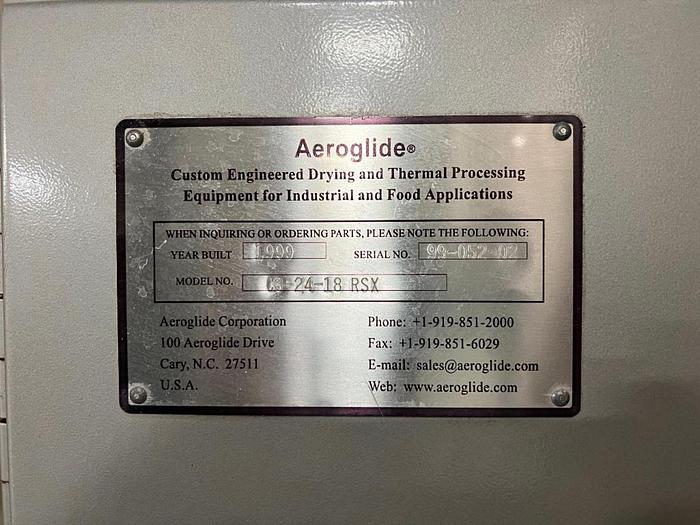 Aeroglide®
Custom Engineered Drying and Thermal Processing
Equipment for Industrial and Food Applications
WHEN INQUIRING OR ORDERING PARTS, PLEASE NOTE THE FOLLOWING:
YEAR BUILT 1999 SERIAL NO. 99-052-02
MODEL NO. 24-18 RSX
Aeroglide Corporation
100 Aeroglide Drive
Cary, N.C. 27511
U.S.A.
Phone: +1-919-851-2000
Fax: +1-919-851-6029
E-mail: sales@aeroglide.com
Web: www.aeroglide.com